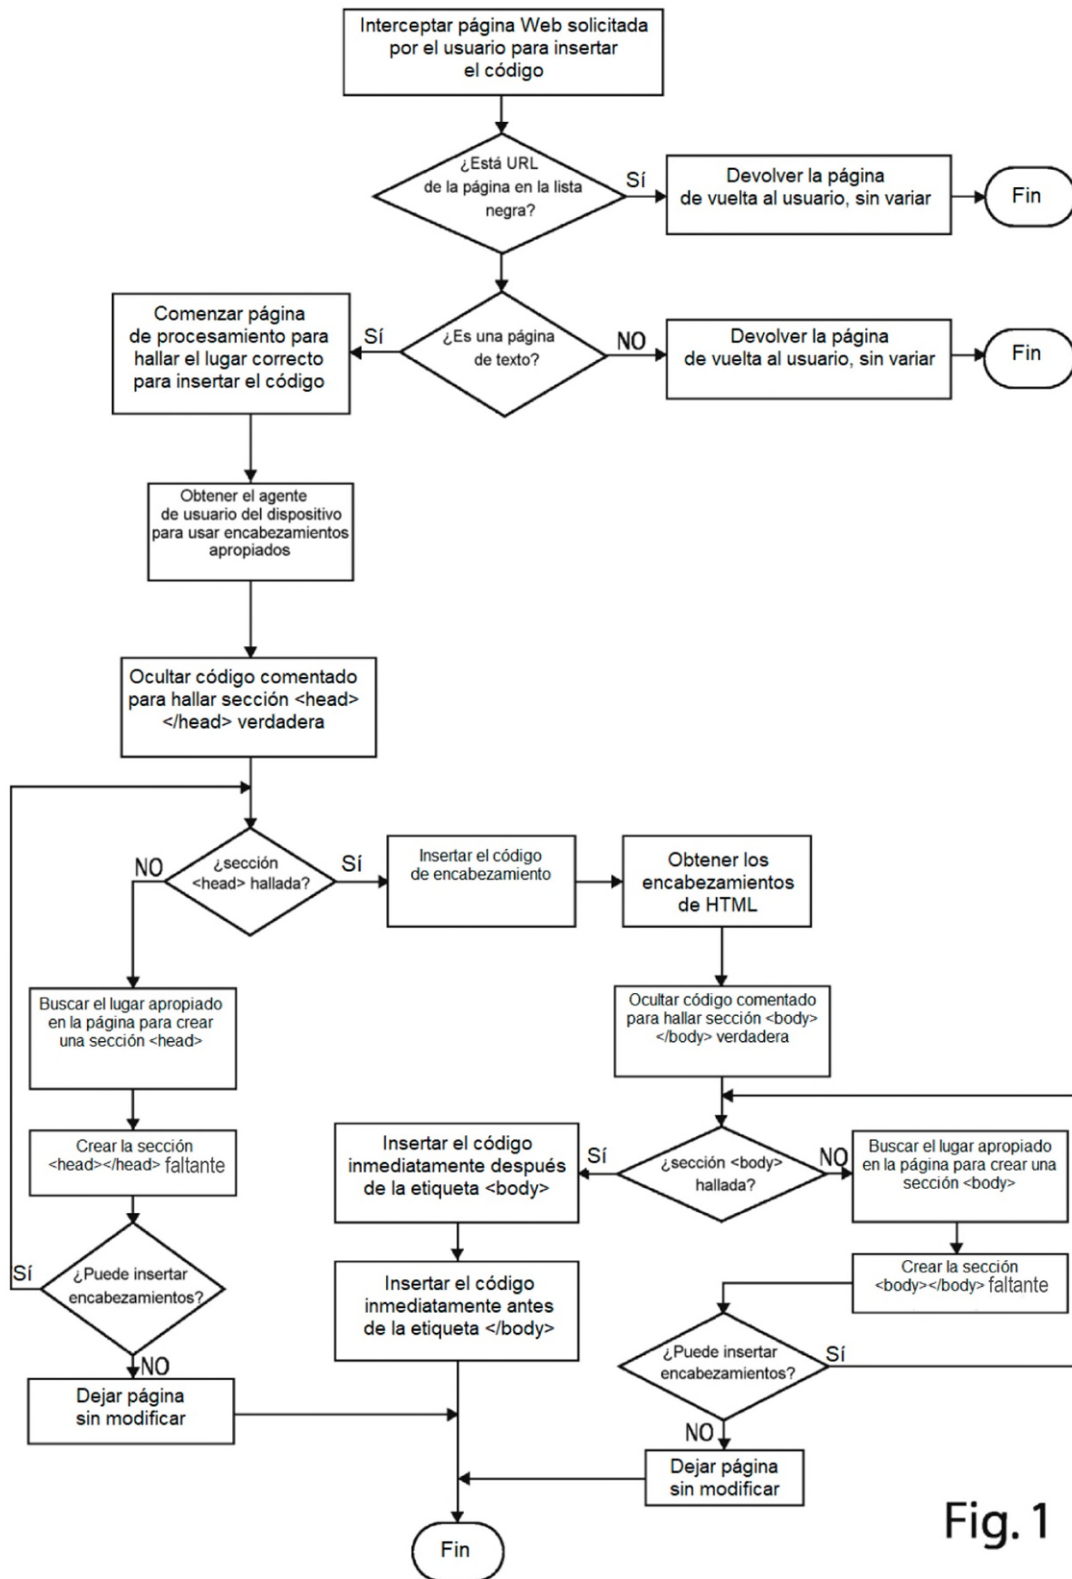 Interceptar página Web solicitada
por el usuario para insertar
el código
¿Está URL
de la página en la lista
negra?
Sí
Devolver la página
de vuelta al usuario, sin variar
Fin
Comenzar página
de procesamiento para
hallar el lugar correcto
para insertar el código
Sí
¿Es una página
de texto?
NO
Devolver la página
de vuelta al usuario, sin variar
Fin
Obtener el agente
de usuario del dispositivo
para usar encabezamientos
apropiados
Ocultar código comentado
para hallar sección <head>
</head> verdadera
NO
¿sección
<head> hallada?
Sí
Insertar el código
de encabezamiento
Obtener los
encabezamientos
de HTML
Buscar el lugar apropiado
en la página para crear
una sección <head>
Ocultar código comentado
para hallar sección <body>
</body> verdadera
Crear la sección
<head></head> faltante
Insertar el código
inmediatamente después
de la etiqueta <body>
Sí
¿sección <body>
hallada?
NO
Buscar el lugar apropiado
en la página para crear una
sección <body>
Sí
¿Puede insertar
encabezamientos?
NO
Insertar el código
inmediatamente antes
de la etiqueta </body>
Crear la sección
<body></body> faltante
¿Puede insertar
encabezamientos?
Sí
NO
Dejar página
sin modificar
Dejar página
sin modificar
Fin
Fig. 1